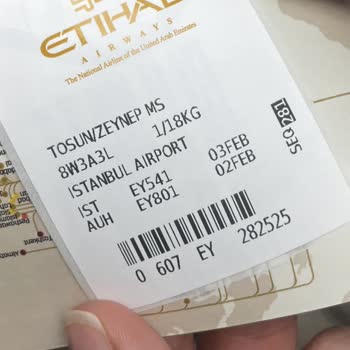 ETIHAD
AIRWAYS
The National Airline of the United Arab Emirates
TOSUN/ZEYNEP MS
8W3A3L 1/18KG
ISTANBUL AIRPORT
IST EY541 03FEB
AUH EY801 02FEB
SEQ 281
0 607 EY 282525
Tashkent